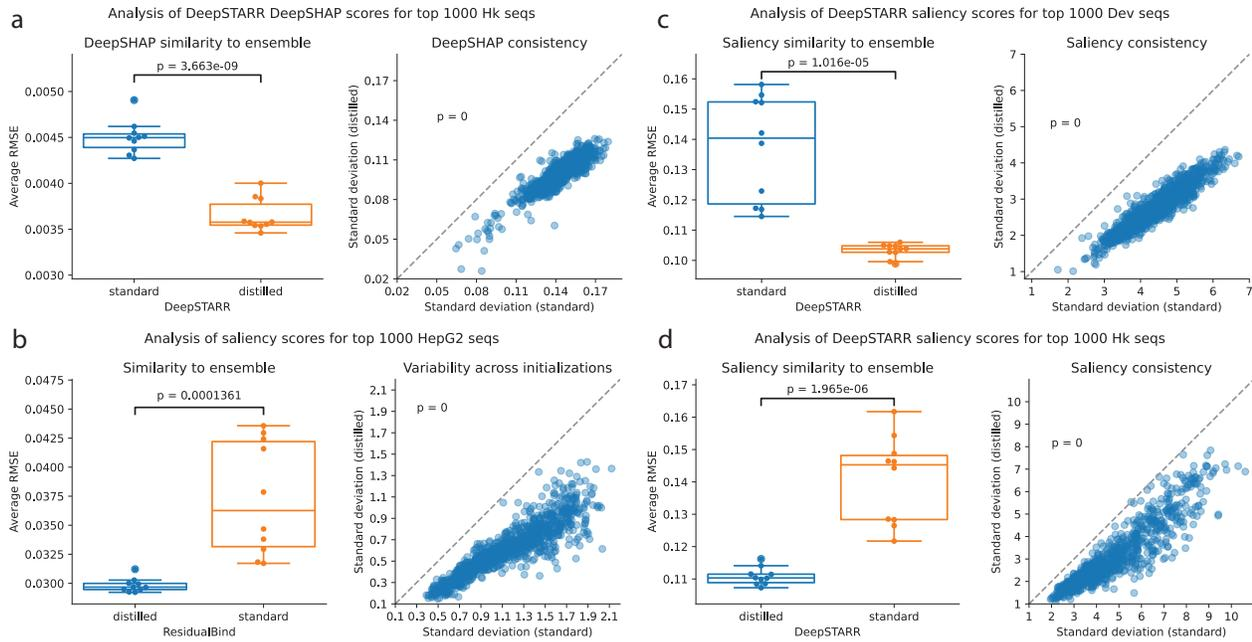 a
Analysis of DeepSTARR DeepSHAP scores for top 1000 Hk seqs
DeepSHAP similarity to ensemble
p = 3.663e-09
0.0050
0.0045
0.0040
0.0035
0.0030
Average RMSE
standard
distilled
DeepSTARR
DeepSHAP consistency
p = 0
0.17
0.14
0.11
0.08
0.05
0.02
Standard deviation (distilled)
0.02 0.05 0.08 0.11 0.14 0.17
Standard deviation (standard)
c
Analysis of DeepSTARR saliency scores for top 1000 Dev seqs
Saliency similarity to ensemble
p = 1.016e-05
0.16
0.15
0.14
0.13
0.12
0.11
0.10
Average RMSE
standard
distilled
DeepSTARR
Saliency consistency
p = 0
7
6
5
4
3
2
1
Standard deviation (distilled)
1 2 3 4 5 6 7
Standard deviation (standard)
b
Analysis of saliency scores for top 1000 HepG2 seqs
Similarity to ensemble
p = 0.0001361
0.0475
0.0450
0.0425
0.0400
0.0375
0.0350
0.0325
0.0300
Average RMSE
distilled
standard
ResidualBind
Variability across initializations
p = 0
2.1
1.9
1.7
1.5
1.3
1.1
0.9
0.7
0.5
0.3
0.1
Standard deviation (distilled)
0.1 0.3 0.5 0.7 0.9 1.1 1.3 1.5 1.7 1.9 2.1
Standard deviation (standard)
d
Analysis of DeepSTARR saliency scores for top 1000 Hk seqs
Saliency similarity to ensemble
p = 1.965e-06
0.17
0.16
0.15
0.14
0.13
0.12
0.11
Average RMSE
distilled
standard
DeepSTARR
Saliency consistency
p = 0
10
9
8
7
6
5
4
3
2
1
Standard deviation (distilled)
1 2 3 4 5 6 7 8 9 10
Standard deviation (standard)